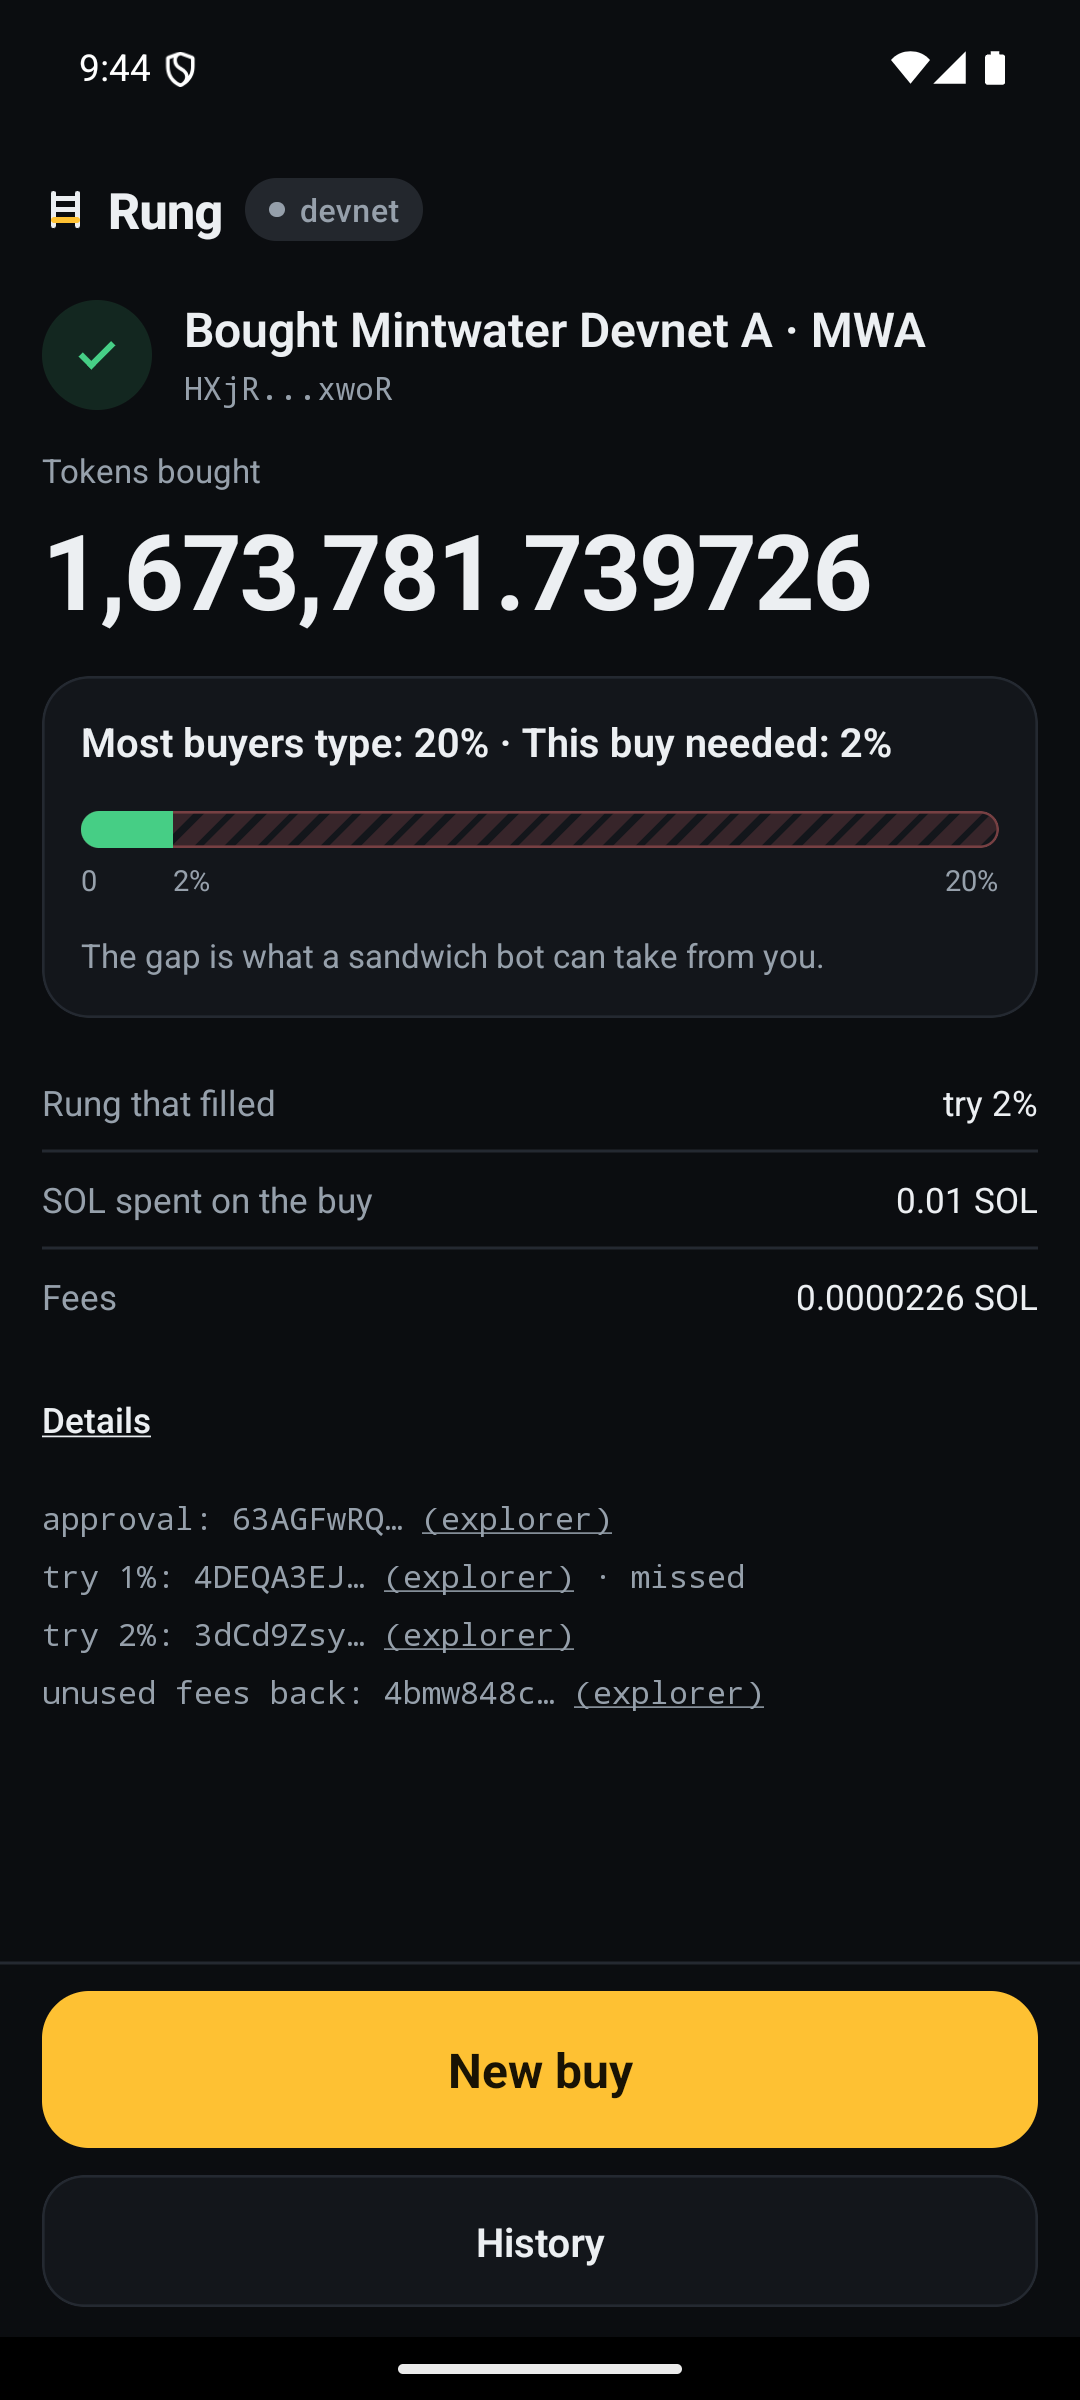 9:44
Rung
devnet
Bought Mintwater Devnet A · MWA
HXjR...xwoR
Tokens bought
1,673,781.739726
Most buyers type: 20% · This buy needed: 2%
0 2% 20%
The gap is what a sandwich bot can take from you.
Rung that filled try 2%
SOL spent on the buy 0.01 SOL
Fees 0.0000226 SOL
Details
approval: 63AGFwRQ… (explorer)
try 1%: 4DEQA3EJ… (explorer) · missed
try 2%: 3dCd9Zsy… (explorer)
unused fees back: 4bmw848c… (explorer)
New buy
History